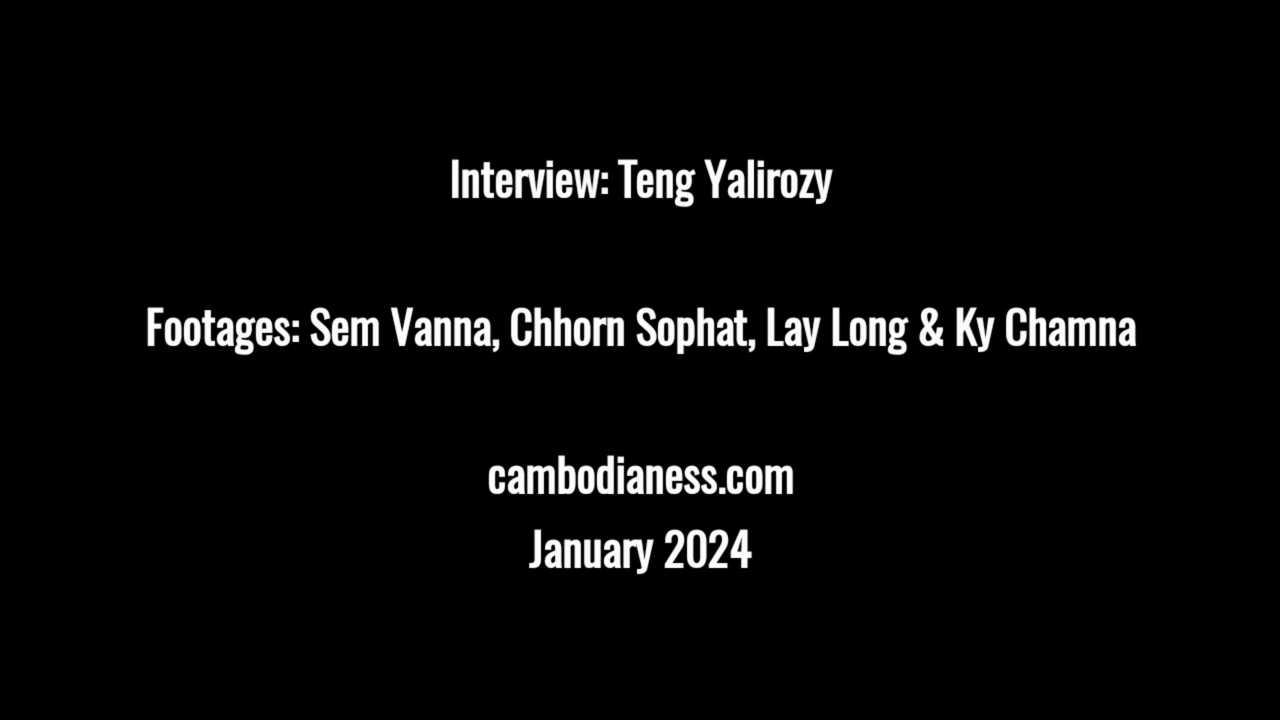 Interview: Teng Yalirozy
Footages: Sem Vanna, Chhorn Sophat, Lay Long & Ky Chamna
cambodianess.com
January 2024